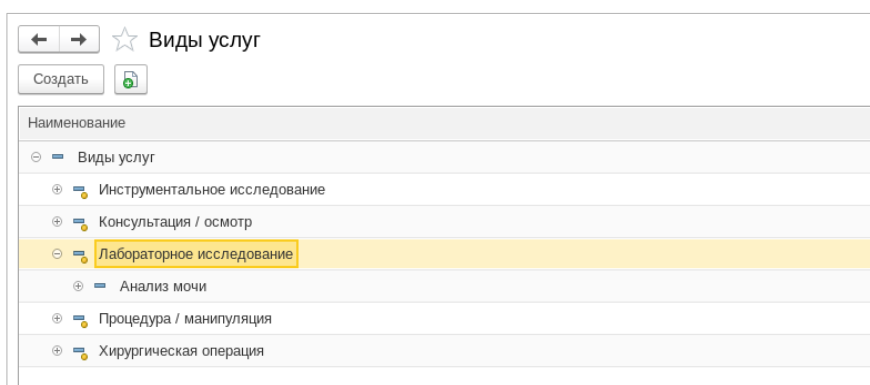 Виды услуг
Создать
Наименование
Виды услуг
Инструментальное исследование
Консультация / осмотр
Лабораторное исследование
Анализ мочи
Процедура / манипуляция
Хирургическая операция